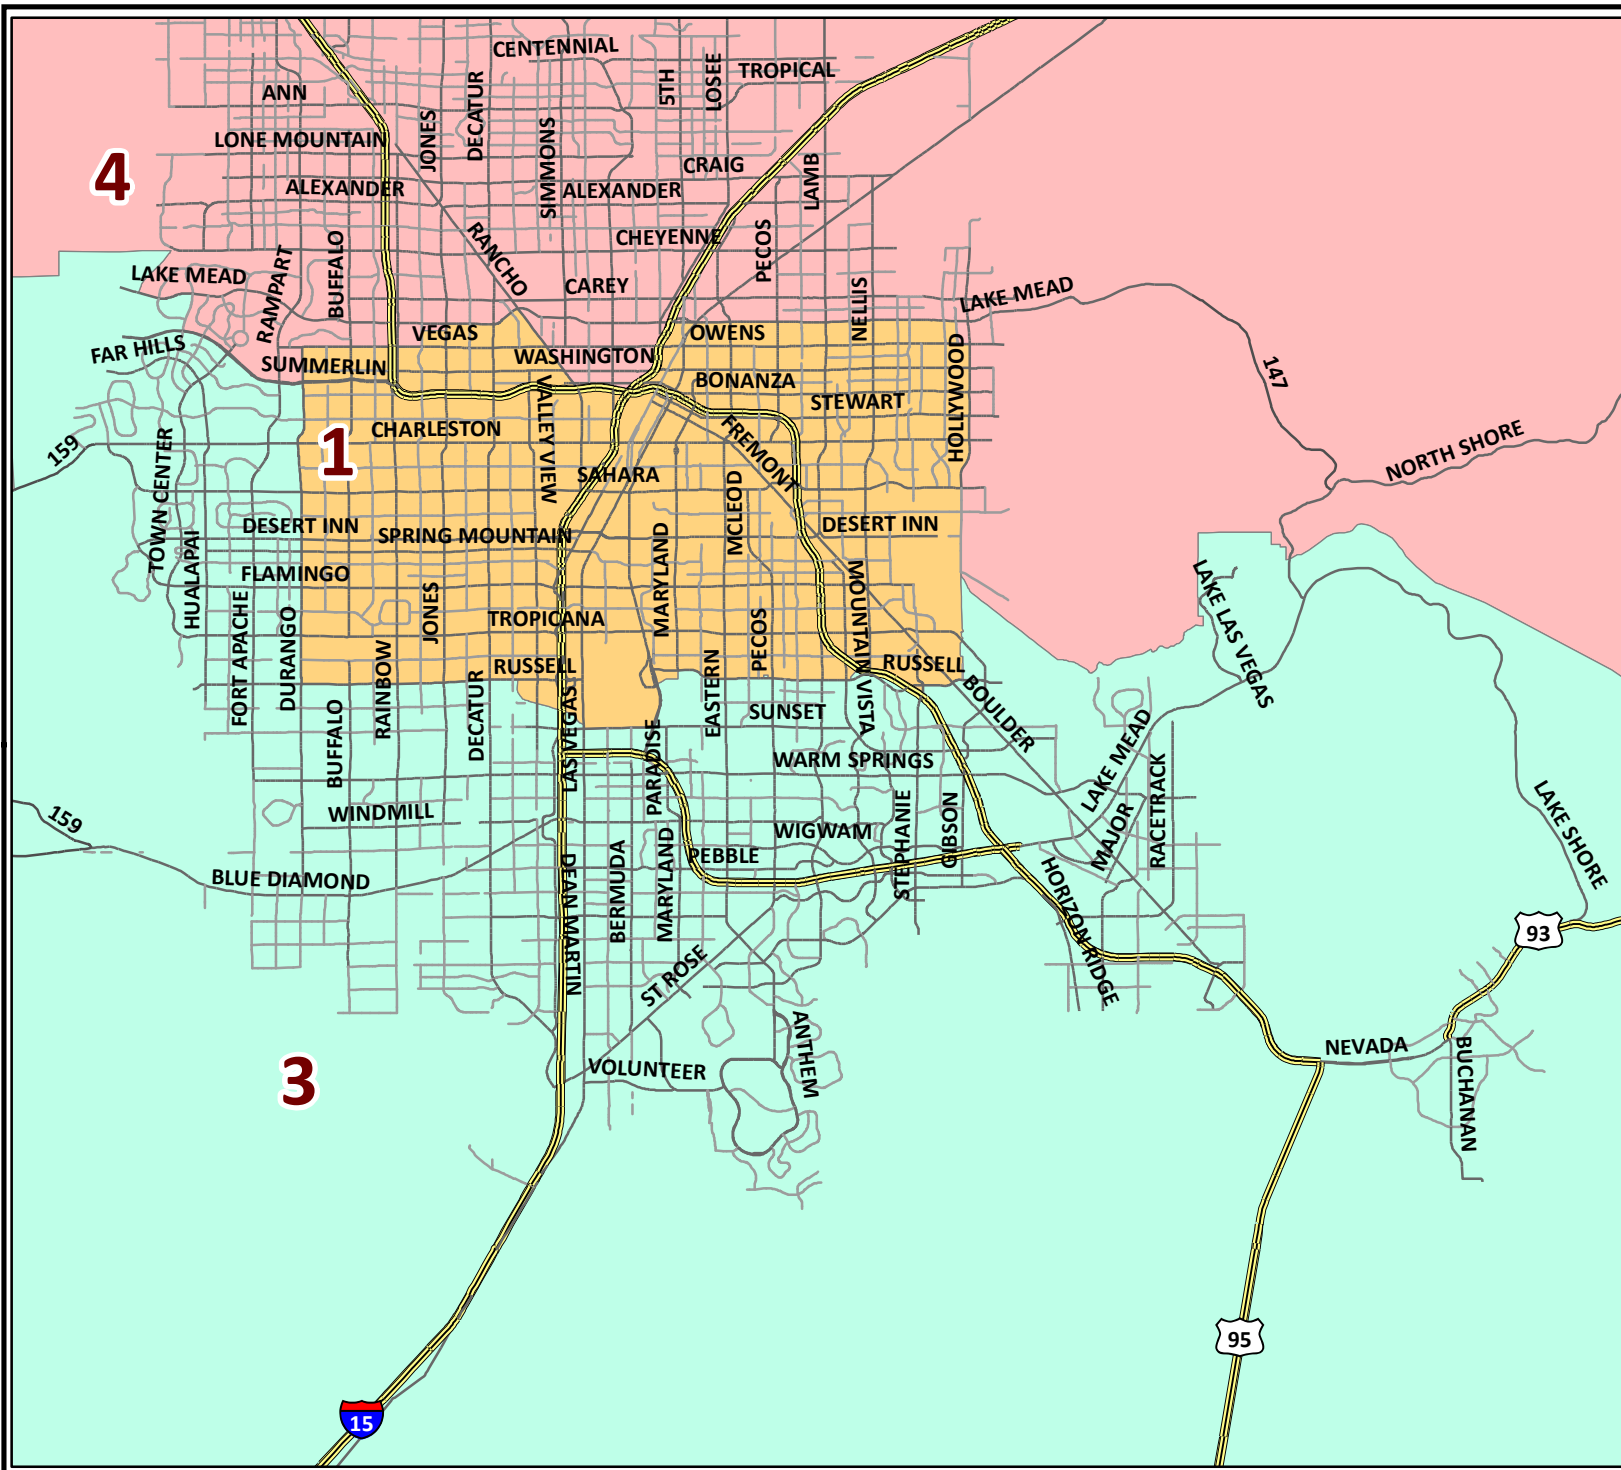 CENTENNIAL
TROPICAL
ANN
5TH
LOSEE
DECATUR
JONES
LONE MOUNTAIN
SIMMONS
CRAIG
LAMB
4
ALEXANDER
ALEXANDER
RANCHO
CHEYENNE
PECOS
BUFFALO
RAMPART
LAKE MEAD
CAREY
NELLIS
LAKE MEAD
VEGAS
OWENS
FAR HILLS
SUMMERLIN
WASHINGTON
BONANZA
HOLLYWOOD
147
STEWART
VALLEY VIEW
CHARLESTON
FREMONT
159
1
TOWN CENTER
SAHARA
MCLEOD
NORTH SHORE
DESERT INN
SPRING MOUNTAIN
DESERT INN
HUALAPAI
FLAMINGO
MARYLAND
MOUNTAIN VISTA
LAKE LAS VEGAS
FORT APACHE
DURANGO
JONES
TROPICANA
PECOS
RAINBOW
RUSSELL
RUSSELL
EASTERN
BUFFALO
DECATUR
LAS VEGAS
SUNSET
BOULDER
PARADISE
WARM SPRINGS
LAKE MEAD
RACETRACK
159
WINDMILL
WIGWAM
STEPHANIE
GIBSON
MAJOR
LAKE SHORE
PEBBLE
BLUE DIAMOND
DEAN MARTIN
BERMUDA
MARYLAND
HORIZON RIDGE
93
ST ROSE
ANTHEM
NEVADA
3
VOLUNTEER
BUCHANAN
95
15